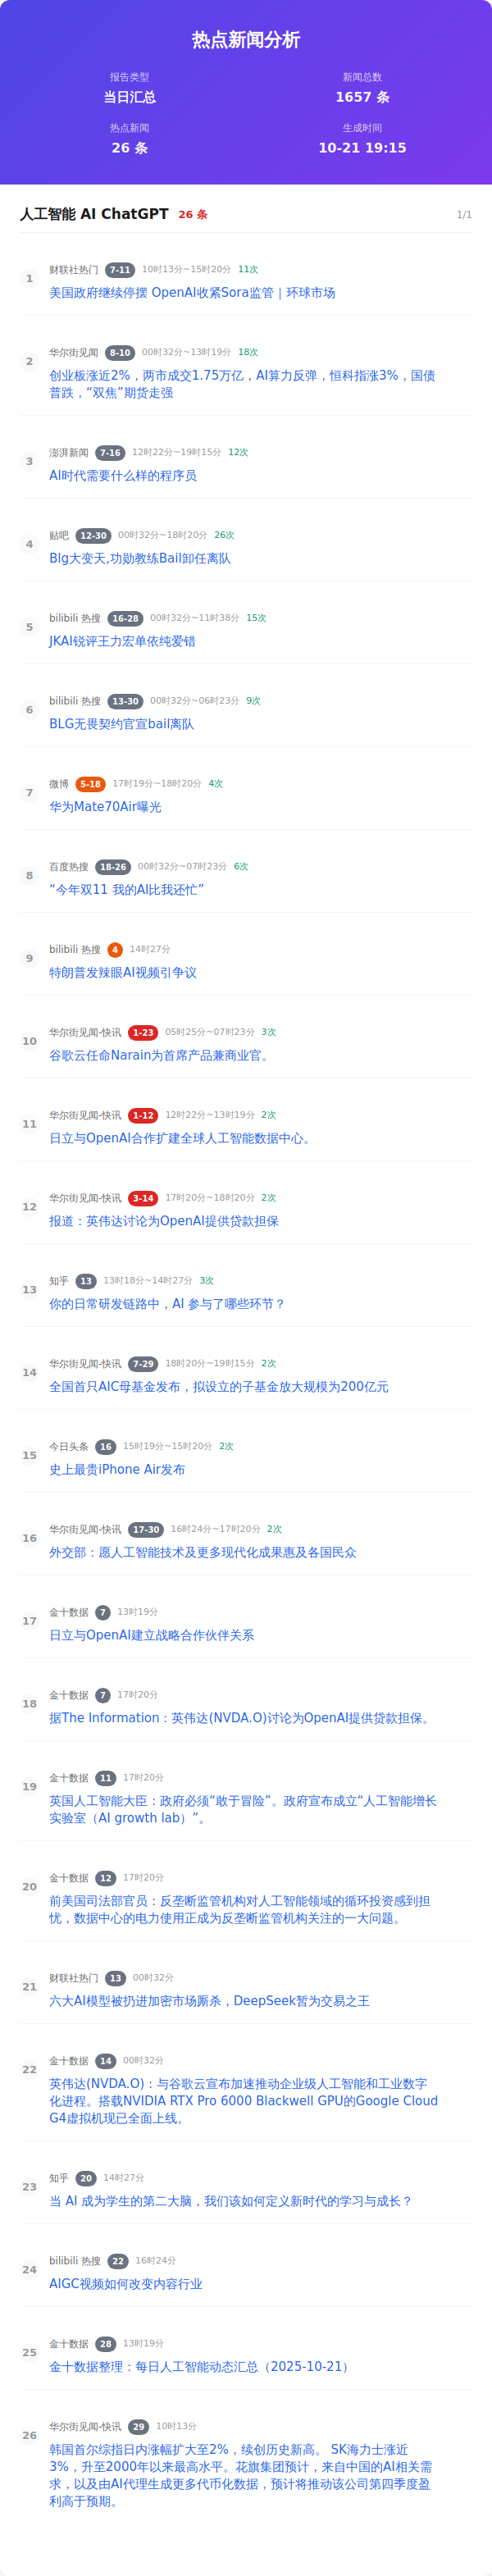 热点新闻分析
报告类型
当日汇总
新闻总数
1657 条
热点新闻
26 条
生成时间
10-21 19:15
人工智能 AI ChatGPT 26 条 1/1
1
财联社热门 7-11 10时13分~15时20分 11次
美国政府继续停摆 OpenAI收紧Sora监管｜环球市场
2
华尔街见闻 8-10 00时32分~13时19分 18次
创业板涨近2%，两市成交1.75万亿，AI算力反弹，恒科指涨3%，国债
普跌，“双焦”期货走强
3
澎湃新闻 7-16 12时22分~19时15分 12次
AI时代需要什么样的程序员
4
贴吧 12-30 00时32分~18时20分 26次
Blg大变天,功勋教练Bail卸任离队
5
bilibili 热搜 16-28 00时32分~11时38分 15次
JKAI锐评王力宏单依纯爱错
6
bilibili 热搜 13-30 00时32分~06时23分 9次
BLG无畏契约官宣bail离队
7
微博 5-18 17时19分~18时20分 4次
华为Mate70Air曝光
8
百度热搜 18-26 00时32分~07时23分 6次
“今年双11 我的AI比我还忙”
9
bilibili 热搜 4 14时27分
特朗普发辣眼AI视频引争议
10
华尔街见闻-快讯 1-23 05时25分~07时23分 3次
谷歌云任命Narain为首席产品兼商业官。
11
华尔街见闻-快讯 1-12 12时22分~13时19分 2次
日立与OpenAI合作扩建全球人工智能数据中心。
12
华尔街见闻-快讯 3-14 17时20分~18时20分 2次
报道：英伟达讨论为OpenAI提供贷款担保
13
知乎 13 13时18分~14时27分 3次
你的日常研发链路中，AI 参与了哪些环节？
14
华尔街见闻-快讯 7-29 18时20分~19时15分 2次
全国首只AIC母基金发布，拟设立的子基金放大规模为200亿元
15
今日头条 16 15时19分~15时20分 2次
史上最贵iPhone Air发布
16
华尔街见闻-快讯 17-30 16时24分~17时20分 2次
外交部：愿人工智能技术及更多现代化成果惠及各国民众
17
金十数据 7 13时19分
日立与OpenAI建立战略合作伙伴关系
18
金十数据 7 17时20分
据The Information：英伟达(NVDA.O)讨论为OpenAI提供贷款担保。
19
金十数据 11 17时20分
英国人工智能大臣：政府必须“敢于冒险”。政府宣布成立“人工智能增长
实验室（AI growth lab）”。
20
金十数据 12 17时20分
前美国司法部官员：反垄断监管机构对人工智能领域的循环投资感到担
忧，数据中心的电力使用正成为反垄断监管机构关注的一大问题。
21
财联社热门 13 00时32分
六大AI模型被扔进加密市场厮杀，DeepSeek暂为交易之王
22
金十数据 14 00时32分
英伟达(NVDA.O)：与谷歌云宣布加速推动企业级人工智能和工业数字
化进程。搭载NVIDIA RTX Pro 6000 Blackwell GPU的Google Cloud
G4虚拟机现已全面上线。
23
知乎 20 14时27分
当 AI 成为学生的第二大脑，我们该如何定义新时代的学习与成长？
24
bilibili 热搜 22 16时24分
AIGC视频如何改变内容行业
25
金十数据 28 13时19分
金十数据整理：每日人工智能动态汇总（2025-10-21）
26
华尔街见闻-快讯 29 10时13分
韩国首尔综指日内涨幅扩大至2%，续创历史新高。 SK海力士涨近
3%，升至2000年以来最高水平。花旗集团预计，来自中国的AI相关需
求，以及由AI代理生成更多代币化数据，预计将推动该公司第四季度盈
利高于预期。